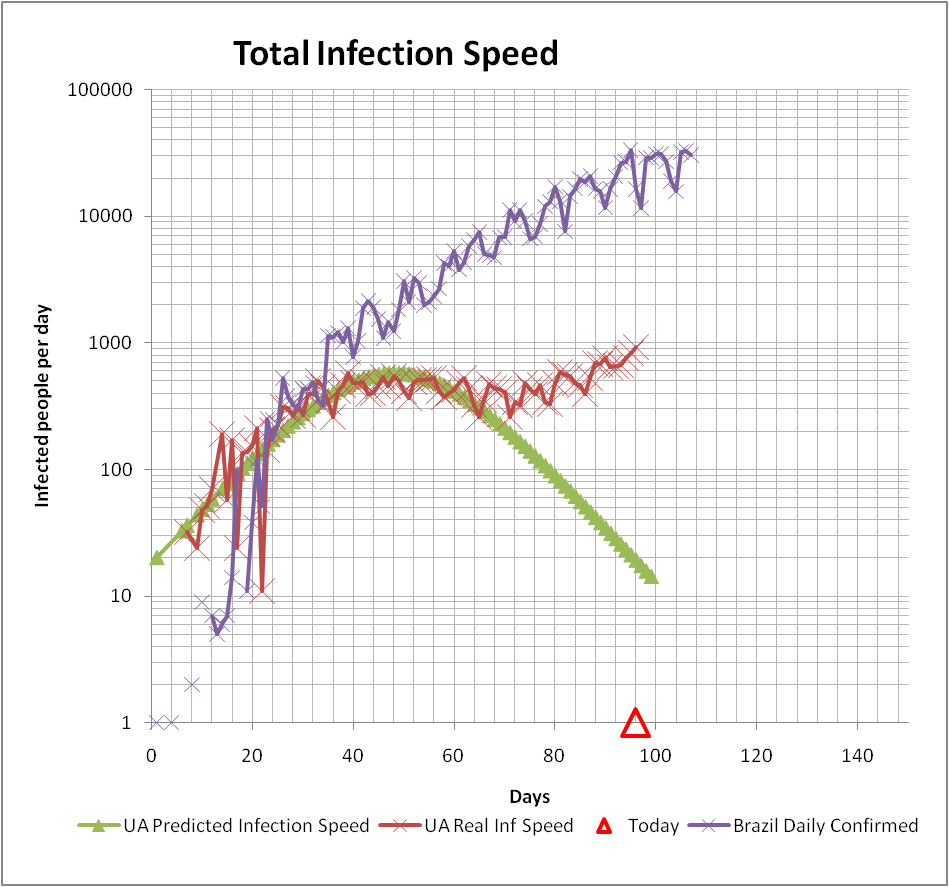 Total Infection Speed
100000
10000
1000
100
10
1
Infected people per day
0 20 40 60 80 100 120 140
Days
UA Predicted Infection Speed UA Real Inf Speed Today Brazil Daily Confirmed